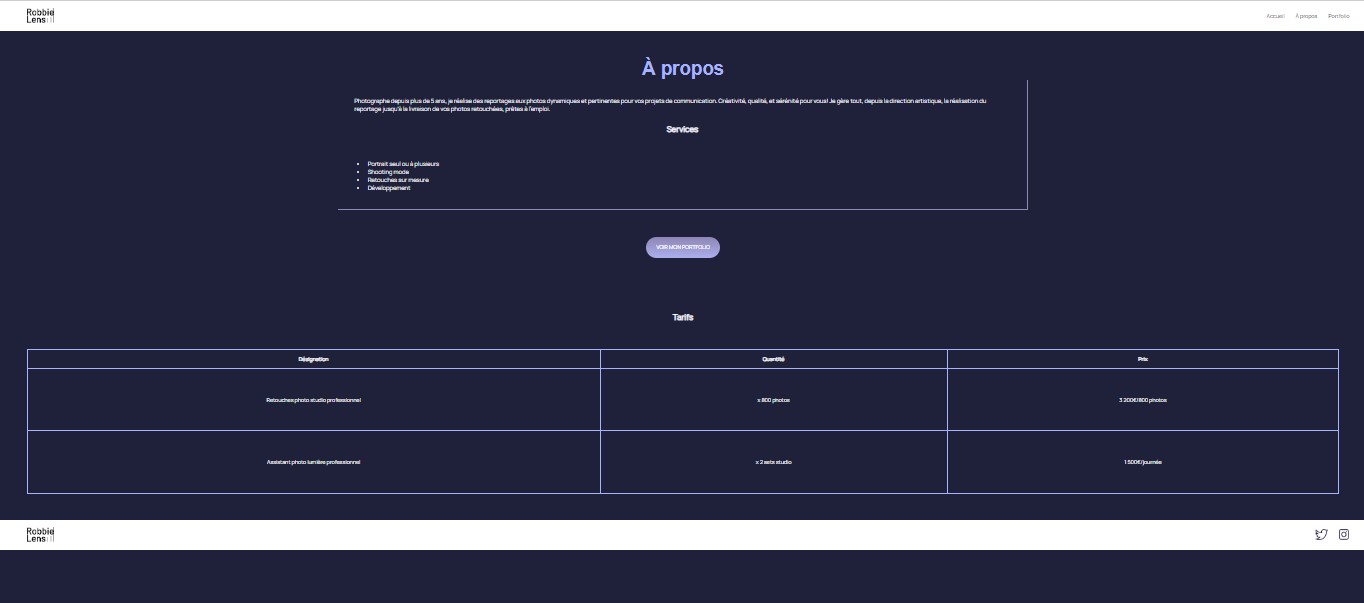 Robbie
Lens
Accueil À propos Portfolio
À propos
Photographe depuis plus de 5 ans, je réalise des reportages aux photos dynamiques et pertinentes pour vos projets de communication. Créativité, qualité, et sérénité pour vous! Je gère tout, depuis la direction artistique, la réalisation du
reportage jusqu'à la livraison de vos photos retouchées, prêtes à l'emploi.
Services
Portrait seul ou à plusieurs
Shooting mode
Retouches sur mesure
Développement
VOIR MON PORTFOLIO
Tarifs
Désignation Quantité Prix
Retouches photo studio professionnel x 800 photos 3 200€/800 photos
Assistant photo lumière professionnel x 2 sets studio 1 500€/journée
Robbie
Lens